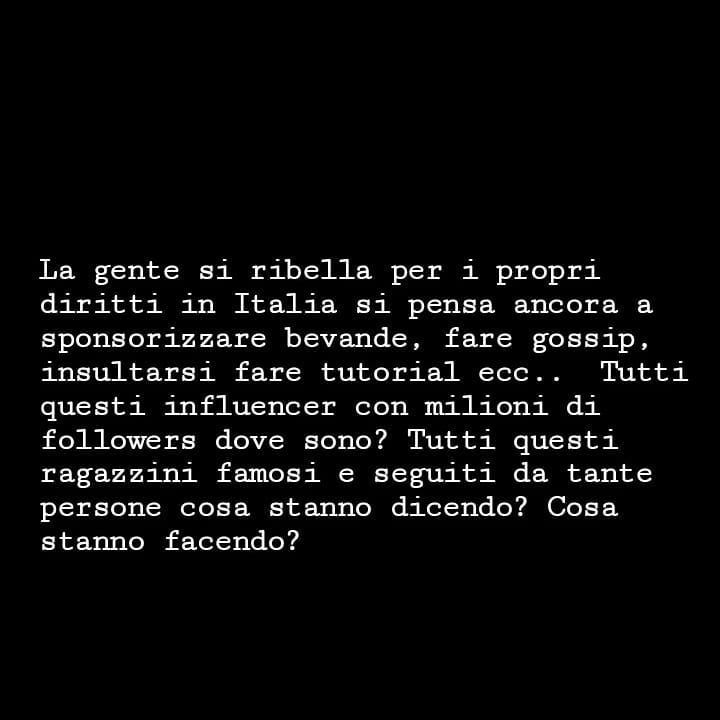 La gente si ribella per i propri
diritti in Italia si pensa ancora a
sponsorizzare bevande, fare gossip,
insultarsi fare tutorial ecc..  Tutti
questi influencer con milioni di
followers dove sono? Tutti questi
ragazzini famosi e seguiti da tante
persone cosa stanno dicendo? Cosa
stanno facendo?